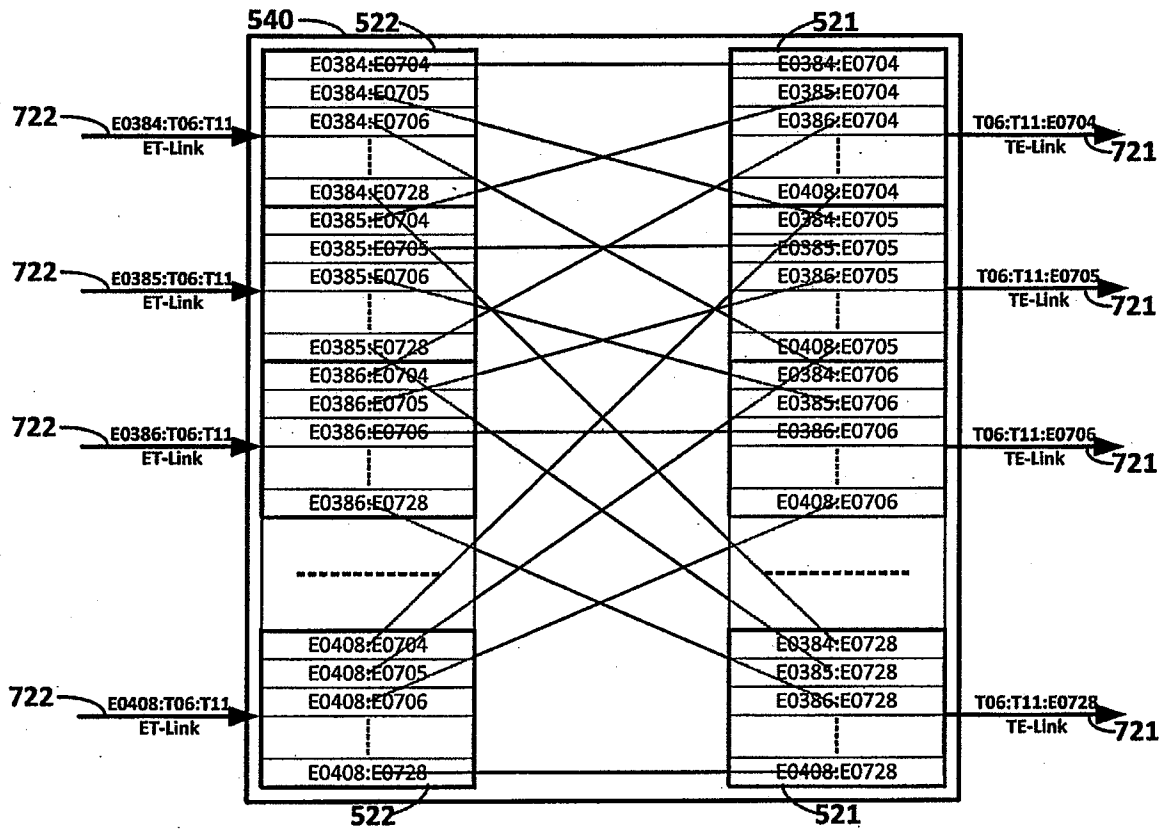 540
522
521
E0384:E0704
E0384:E0704
E0384:E0705
E0385:E0704
722
E0384:T06:T11
ET-Link
E0384:E0706
E0386:E0704
T06:T11:E0704
TE-Link
721
E0384:E0728
E0408:E0704
E0385:E0704
E0384:E0705
E0385:E0705
E0385:E0705
722
E0385:T06:T11
ET-Link
E0385:E0706
E0386:E0705
T06:T11:E0705
TE-Link
721
E0385:E0728
E0408:E0705
E0386:E0704
E0384:E0706
E0386:E0705
E0385:E0706
722
E0386:T06:T11
ET-Link
E0386:E0706
E0386:E0706
T06:T11:E0706
TE-Link
721
E0386:E0728
E0408:E0706
E0408:E0704
E0384:E0728
E0408:E0705
E0385:E0728
722
E0408:T06:T11
ET-Link
E0408:E0706
E0386:E0728
T06:T11:E0728
TE-Link
721
E0408:E0728
E0408:E0728
522
521